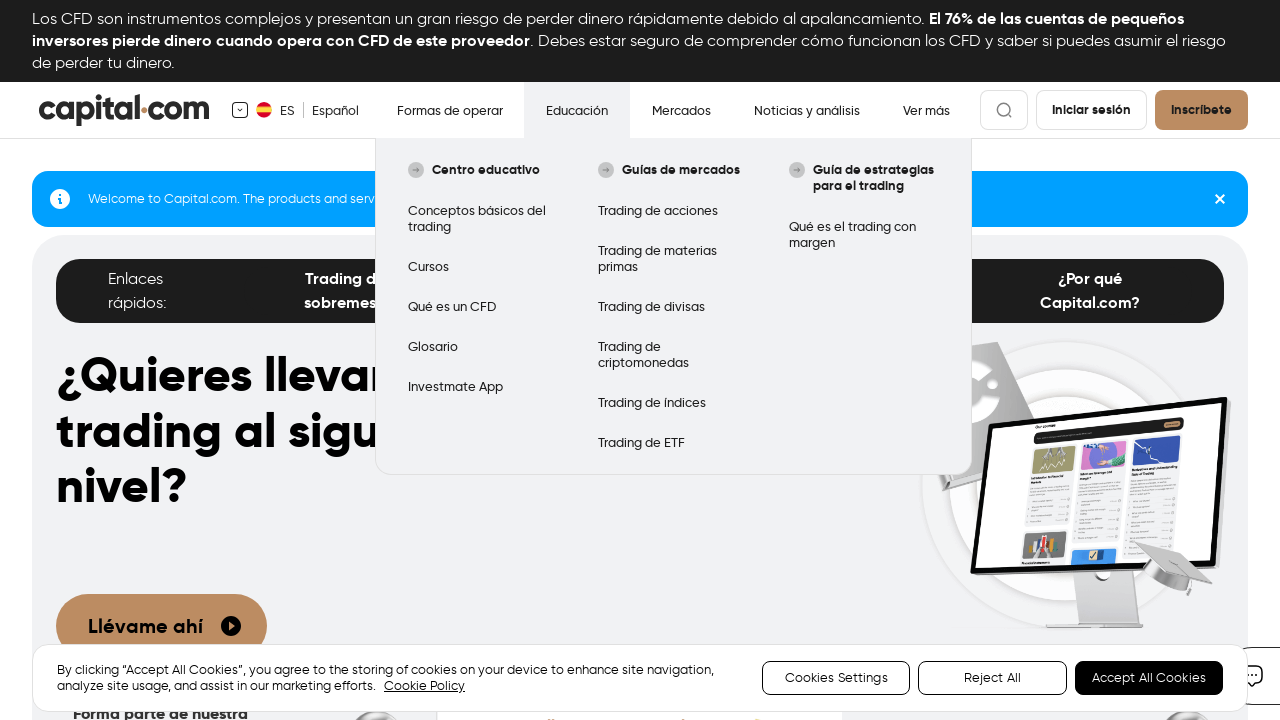 Los CFD son instrumentos complejos y presentan un gran riesgo de perder dinero rápidamente debido al apalancamiento. El 76% de las cuentas de pequeños
inversores pierde dinero cuando opera con CFD de este proveedor. Debes estar seguro de comprender cómo funcionan los CFD y saber si puedes asumir el riesgo
de perder tu dinero.
capital.com
ES
Español
Formas de operar
Educación
Mercados
Noticias y análisis
Ver más
Iniciar sesión
Inscríbete
Welcome to Capital.com. The products and serv
Centro educativo
Conceptos básicos del
trading
Cursos
Qué es un CFD
Glosario
Investmate App
Guías de mercados
Trading de acciones
Trading de materias
primas
Trading de divisas
Trading de
criptomonedas
Trading de índices
Trading de ETF
Guía de estrategias
para el trading
Qué es el trading con
margen
Enlaces
rápidos:
Trading d
sobremes
¿Por qué
Capital.com?
¿Quieres lleva
trading al sigu
nivel?
Llévame ahí
By clicking “Accept All Cookies”, you agree to the storing of cookies on your device to enhance site navigation,
analyze site usage, and assist in our marketing efforts. Cookie Policy
Cookies Settings
Reject All
Accept All Cookies
Forma parte de nuestra